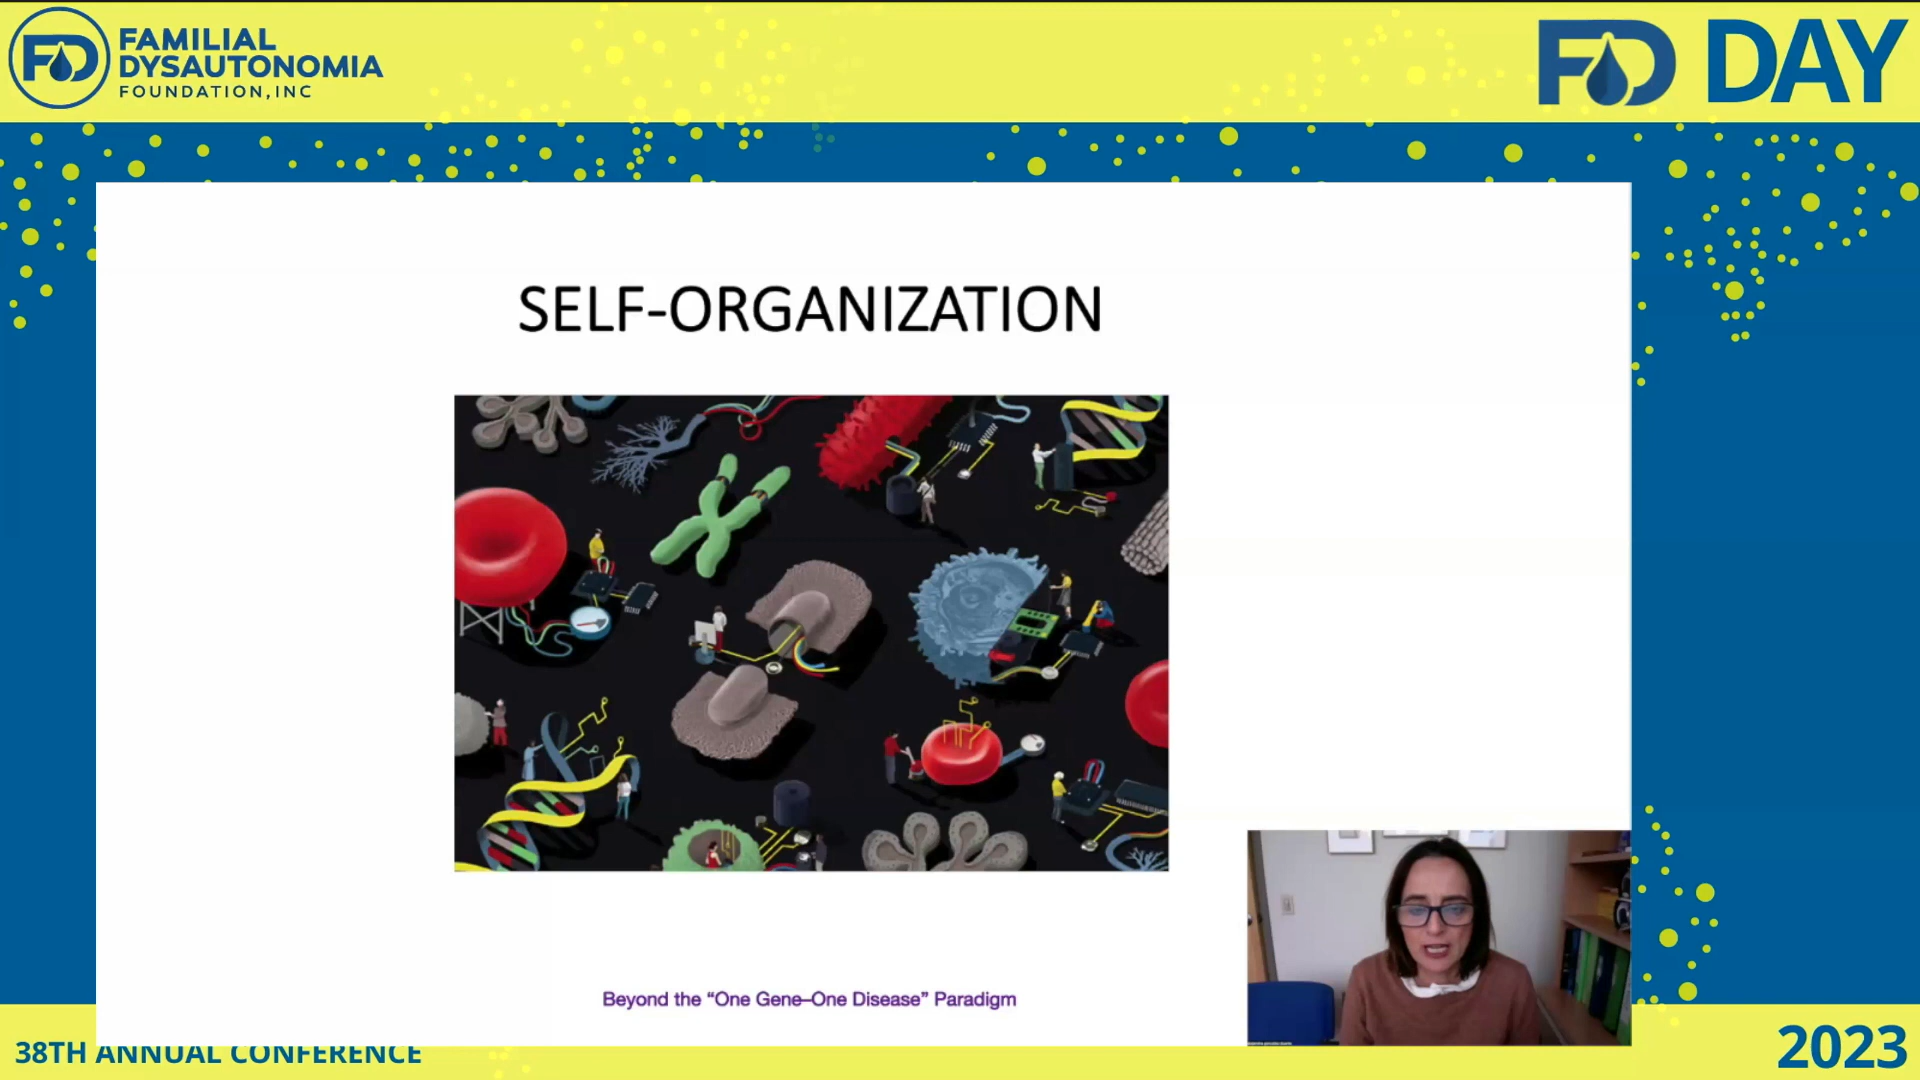 FAMILIAL
DYSAUTONOMIA
FOUNDATION, INC
FD DAY
SELF-ORGANIZATION
Beyond the “One Gene–One Disease” Paradigm
38TH ANNUAL CONFERENCE
2023